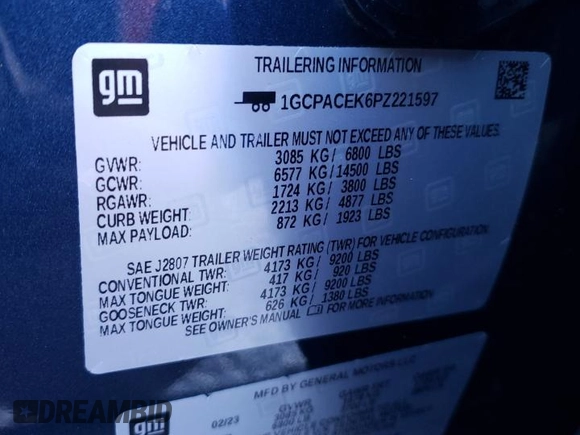 gm
TRAILERING INFORMATION
1GCPACEK6PZ221597
VEHICLE AND TRAILER MUST NOT EXCEED ANY OF THESE VALUES.
GVWR: 3085 KG/ 6800 LBS
GCWR: 6577 KG/14500 LBS
RGAWR: 1724 KG/ 3800 LBS
CURB WEIGHT: 2213 KG/ 4877 LBS
MAX PAYLOAD: 872 KG/ 1923 LBS
SAE J2807 TRAILER WEIGHT RATING (TWR) FOR VEHICLE CONFIGURATION.
CONVENTIONAL TWR: 4173 KG/ 9200 LBS
MAX TONGUE WEIGHT: 417 KG/ 920 LBS
GOOSENECK TWR: 4173 KG/ 9200 LBS
MAX TONGUE WEIGHT: 626 KG/ 1380 LBS
SEE OWNER'S MANUAL FOR MORE INFORMATION
gm
MFD BY GENERAL MOTORS LLC
02/23 GVWR
DREAMBID